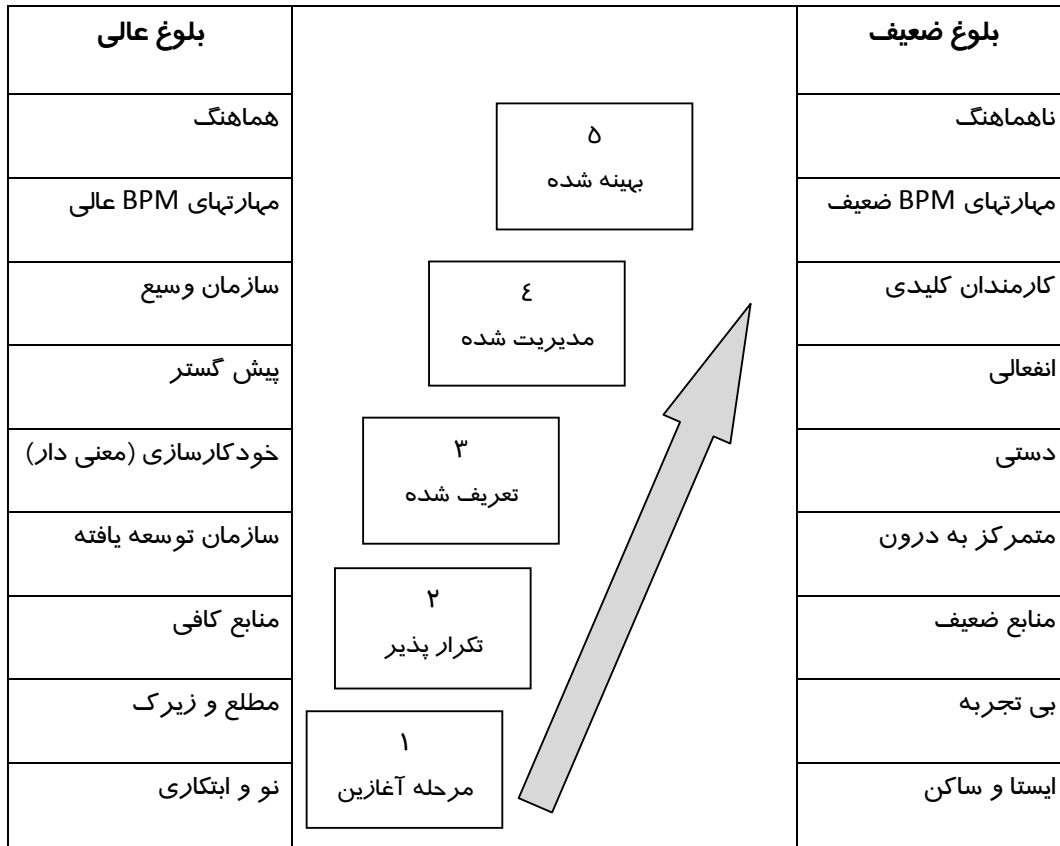 بلوغ ضعیف
ناهماهنگ
مهارتهای BPM ضعیف
کارمندان کلیدی
انفعالی
دستی
متمرکز به درون
منابع ضعیف
بی تجربه
ایستا و ساکن
۵
بهینه شده
٤
مدیریت شده
۳
تعریف شده
۲
تکرار پذیر
۱
مرحله آغازین
بلوغ عالی
هماهنگ
مهارتهای BPM عالی
سازمان وسیع
پیش گستر
خودکارسازی (معنی دار)
سازمان توسعه یافته
منابع کافی
مطلع و زیرک
نو و ابتکاری